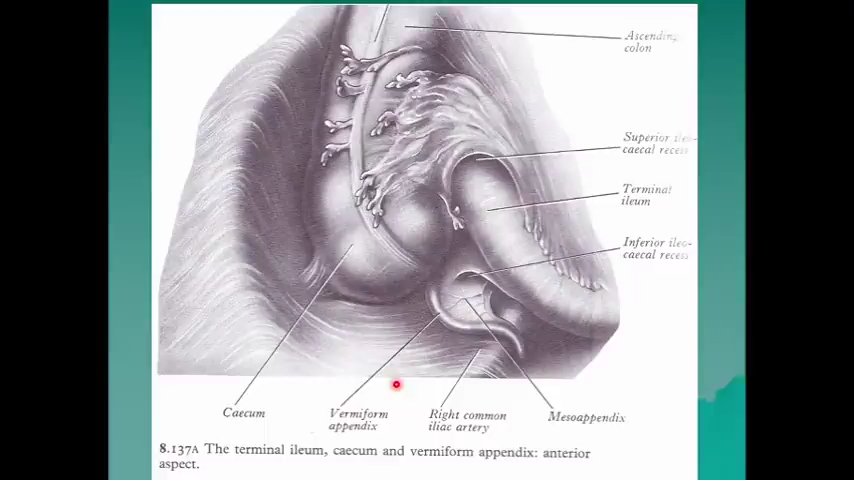 Ascending
colon
Superior ileo-
caecal recess
Terminal
ileum
Inferior ileo-
caecal recess
Caecum
Vermiform
appendix
Right common
iliac artery
Mesoappendix
8.137A The terminal ileum, caecum and vermiform appendix: anterior
aspect.